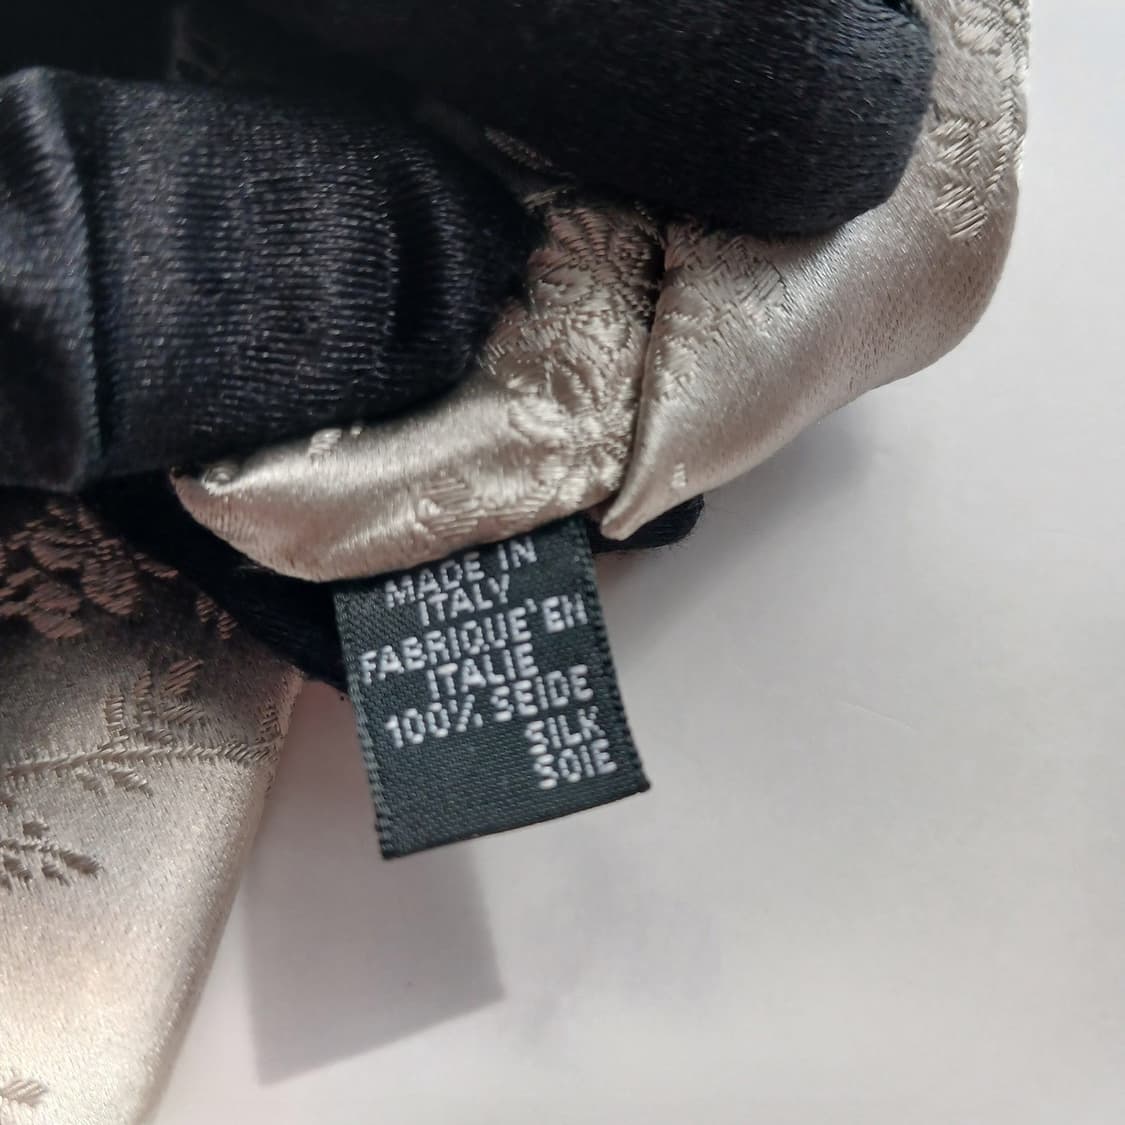 MADE IN
ITALY
FABRIQUE' EN
ITALIE
100% SEIDE
SILK
SOIE